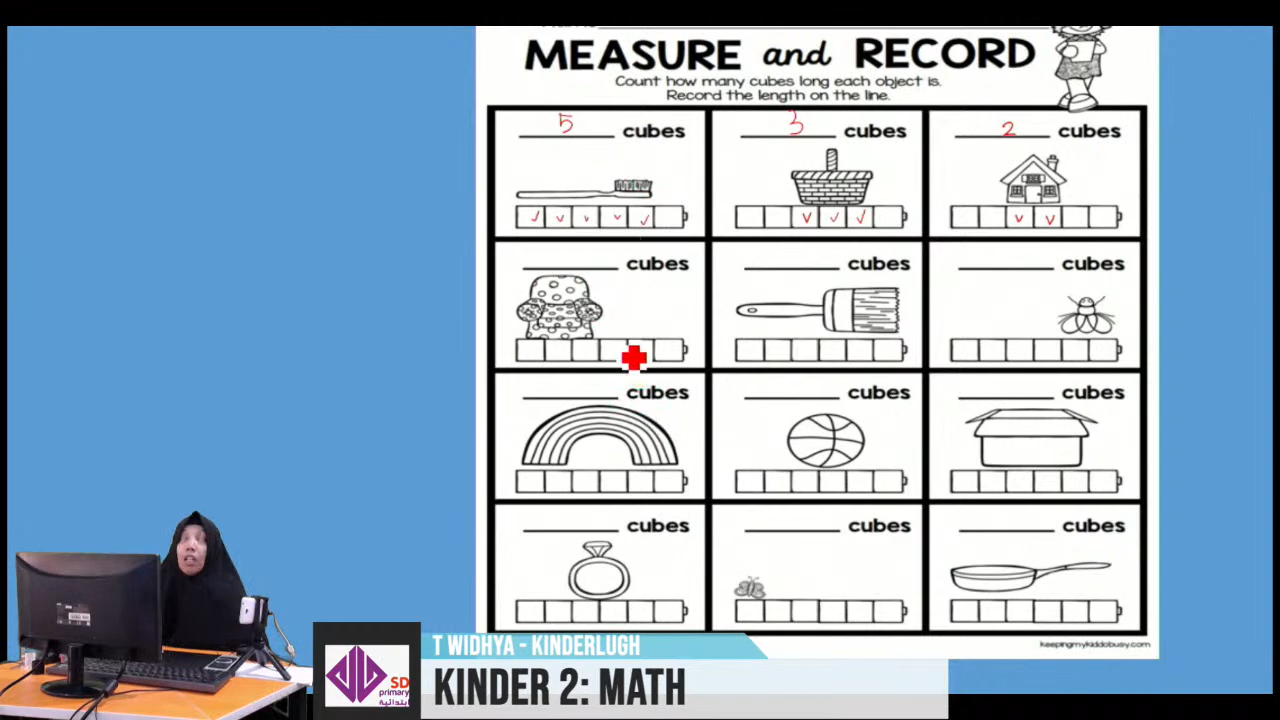 MEASURE and RECORD
Count how many cubes long each object is.
Record the length on the line.
5 cubes
3 cubes
2 cubes
cubes
cubes
cubes
cubes
cubes
cubes
cubes
cubes
cubes
keepingmykiddobusy.com
T WIDHYA - KINDERLUGH
KINDER 2: MATH
SD
primary
ابتدائية